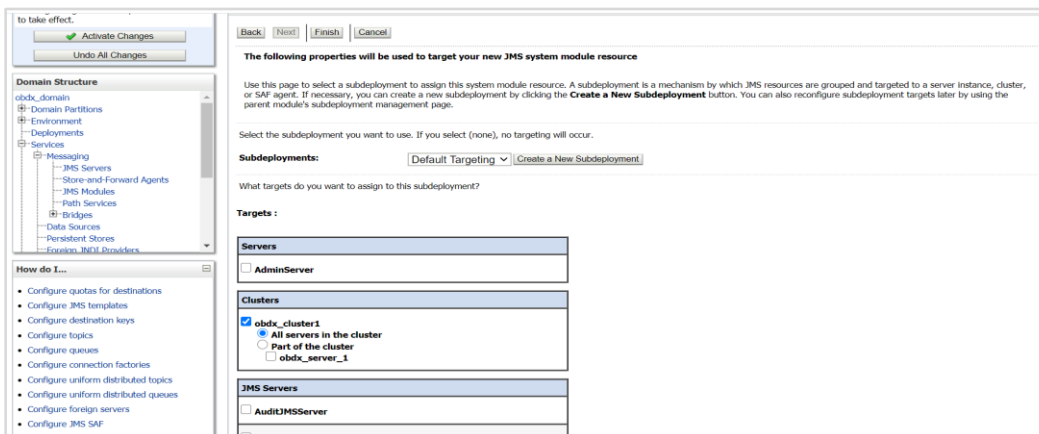 to take effect.
Activate Changes
Undo All Changes
Domain Structure
obdx_domain
Domain Partitions
Environment
Deployments
Services
Messaging
JMS Servers
Store-and-Forward Agents
JMS Modules
Path Services
Bridges
Data Sources
Persistent Stores
Foreign JNDI Providers
How do I...
Configure quotas for destinations
Configure JMS templates
Configure destination keys
Configure topics
Configure queues
Configure connection factories
Configure uniform distributed topics
Configure uniform distributed queues
Configure foreign servers
Configure JMS SAF
Back Next Finish Cancel
The following properties will be used to target your new JMS system module resource
Use this page to select a subdeployment to assign this system module resource. A subdeployment is a mechanism by which JMS resources are grouped and targeted to a server instance, cluster,
or SAF agent. If necessary, you can create a new subdeployment by clicking the Create a New Subdeployment button. You can also reconfigure subdeployment targets later by using the
parent module's subdeployment management page.
Select the subdeployment you want to use. If you select (none), no targeting will occur.
Subdeployments: Default Targeting Create a New Subdeployment
What targets do you want to assign to this subdeployment?
Targets :
Servers
AdminServer
Clusters
obdx_cluster1
All servers in the cluster
Part of the cluster
obdx_server_1
JMS Servers
AuditJMSServer